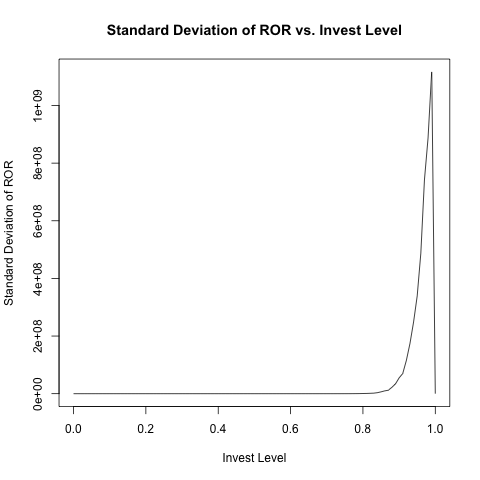 Standard Deviation of ROR vs. Invest Level
Standard Deviation of ROR
1e+09
8e+08
6e+08
4e+08
2e+08
0e+00
0.0 0.2 0.4 0.6 0.8 1.0
Invest Level